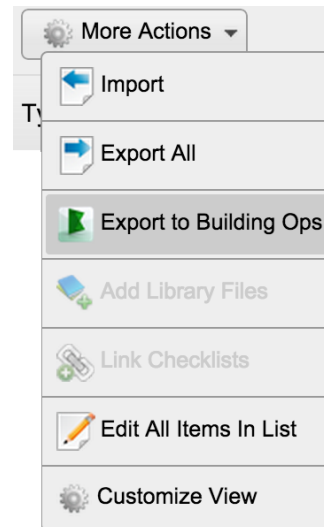 More Actions
Import
Ty
Export All
Export to Building Ops
Add Library Files
Link Checklists
Edit All Items In List
Customize View